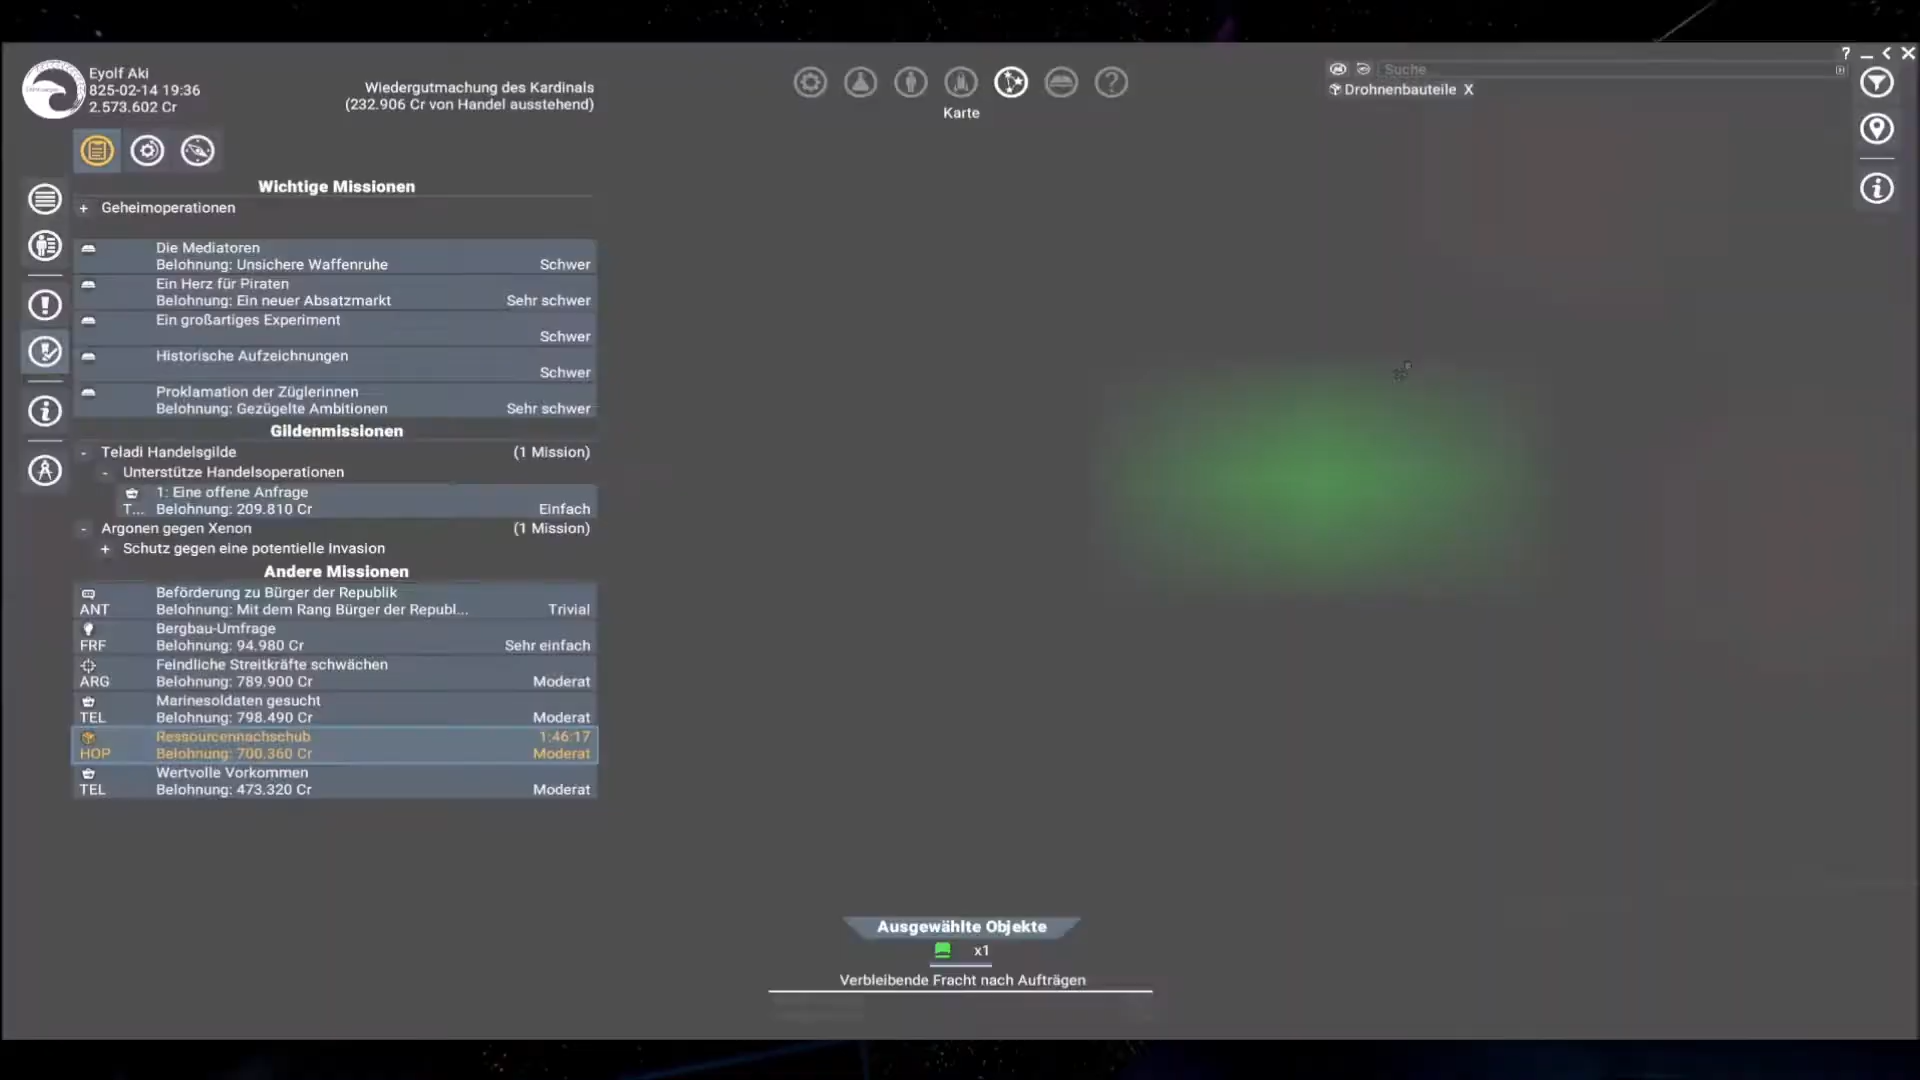 Eyolf Aki
825-02-14 19:36
2.573.602 Cr
Wiedergutmachung des Kardinals
(232.906 Cr von Handel ausstehend)
Karte
Suche
Drohnenbauteile X
Wichtige Missionen
+ Geheimoperationen
Die Mediatoren
Belohnung: Unsichere Waffenruhe Schwer
Ein Herz für Piraten
Belohnung: Ein neuer Absatzmarkt Sehr schwer
Ein großartiges Experiment
Schwer
Historische Aufzeichnungen
Schwer
Proklamation der Züglerinnen
Belohnung: Gezügelte Ambitionen Sehr schwer
Gildenmissionen
- Teladi Handelsgilde (1 Mission)
- Unterstütze Handelsoperationen
1: Eine offene Anfrage
T... Belohnung: 209.810 Cr Einfach
- Argonen gegen Xenon (1 Mission)
+ Schutz gegen eine potentielle Invasion
Andere Missionen
Beförderung zu Bürger der Republik
ANT Belohnung: Mit dem Rang Bürger der Republ... Trivial
Bergbau-Umfrage
FRF Belohnung: 94.980 Cr Sehr einfach
Feindliche Streitkräfte schwächen
ARG Belohnung: 789.900 Cr Moderat
Marinesoldaten gesucht
TEL Belohnung: 798.490 Cr Moderat
Ressourcennachschub 1:46:17
HOP Belohnung: 700.360 Cr Moderat
Wertvolle Vorkommen
TEL Belohnung: 473.320 Cr Moderat
Ausgewählte Objekte
x1
Verbleibende Fracht nach Aufträgen